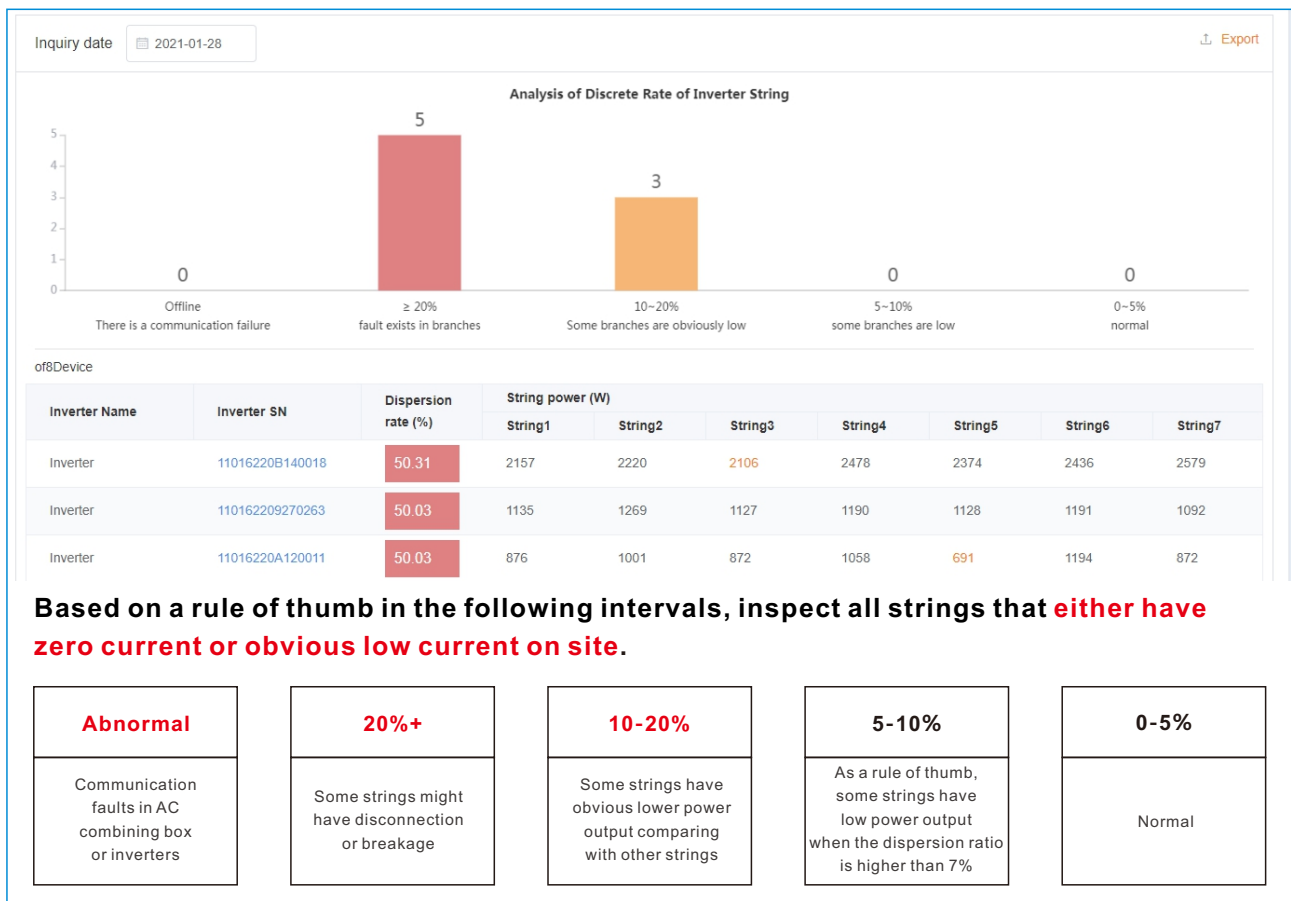 Inquiry date 2021-01-28 Export
Analysis of Discrete Rate of Inverter String
5
5
4
3
3
2
1
0
0
0
0
Offline
There is a communication failure
≥ 20%
fault exists in branches
10~20%
Some branches are obviously low
5~10%
some branches are low
0~5%
normal
of8Device
Inverter Name Inverter SN Dispersion rate (%) String power (W)
String1 String2 String3 String4 String5 String6 String7
Inverter 11016220B140018 50.31 2157 2220 2106 2478 2374 2436 2579
Inverter 110162209270263 50.03 1135 1269 1127 1190 1128 1191 1092
Inverter 11016220A120011 50.03 876 1001 872 1058 691 1194 872
Based on a rule of thumb in the following intervals, inspect all strings that either have
zero current or obvious low current on site.
Abnormal
Communication
faults in AC
combining box
or inverters
20%+
Some strings might
have disconnection
or breakage
10-20%
Some strings have
obvious lower power
output comparing
with other strings
5-10%
As a rule of thumb,
some strings have
low power output
when the dispersion ratio
is higher than 7%
0-5%
Normal